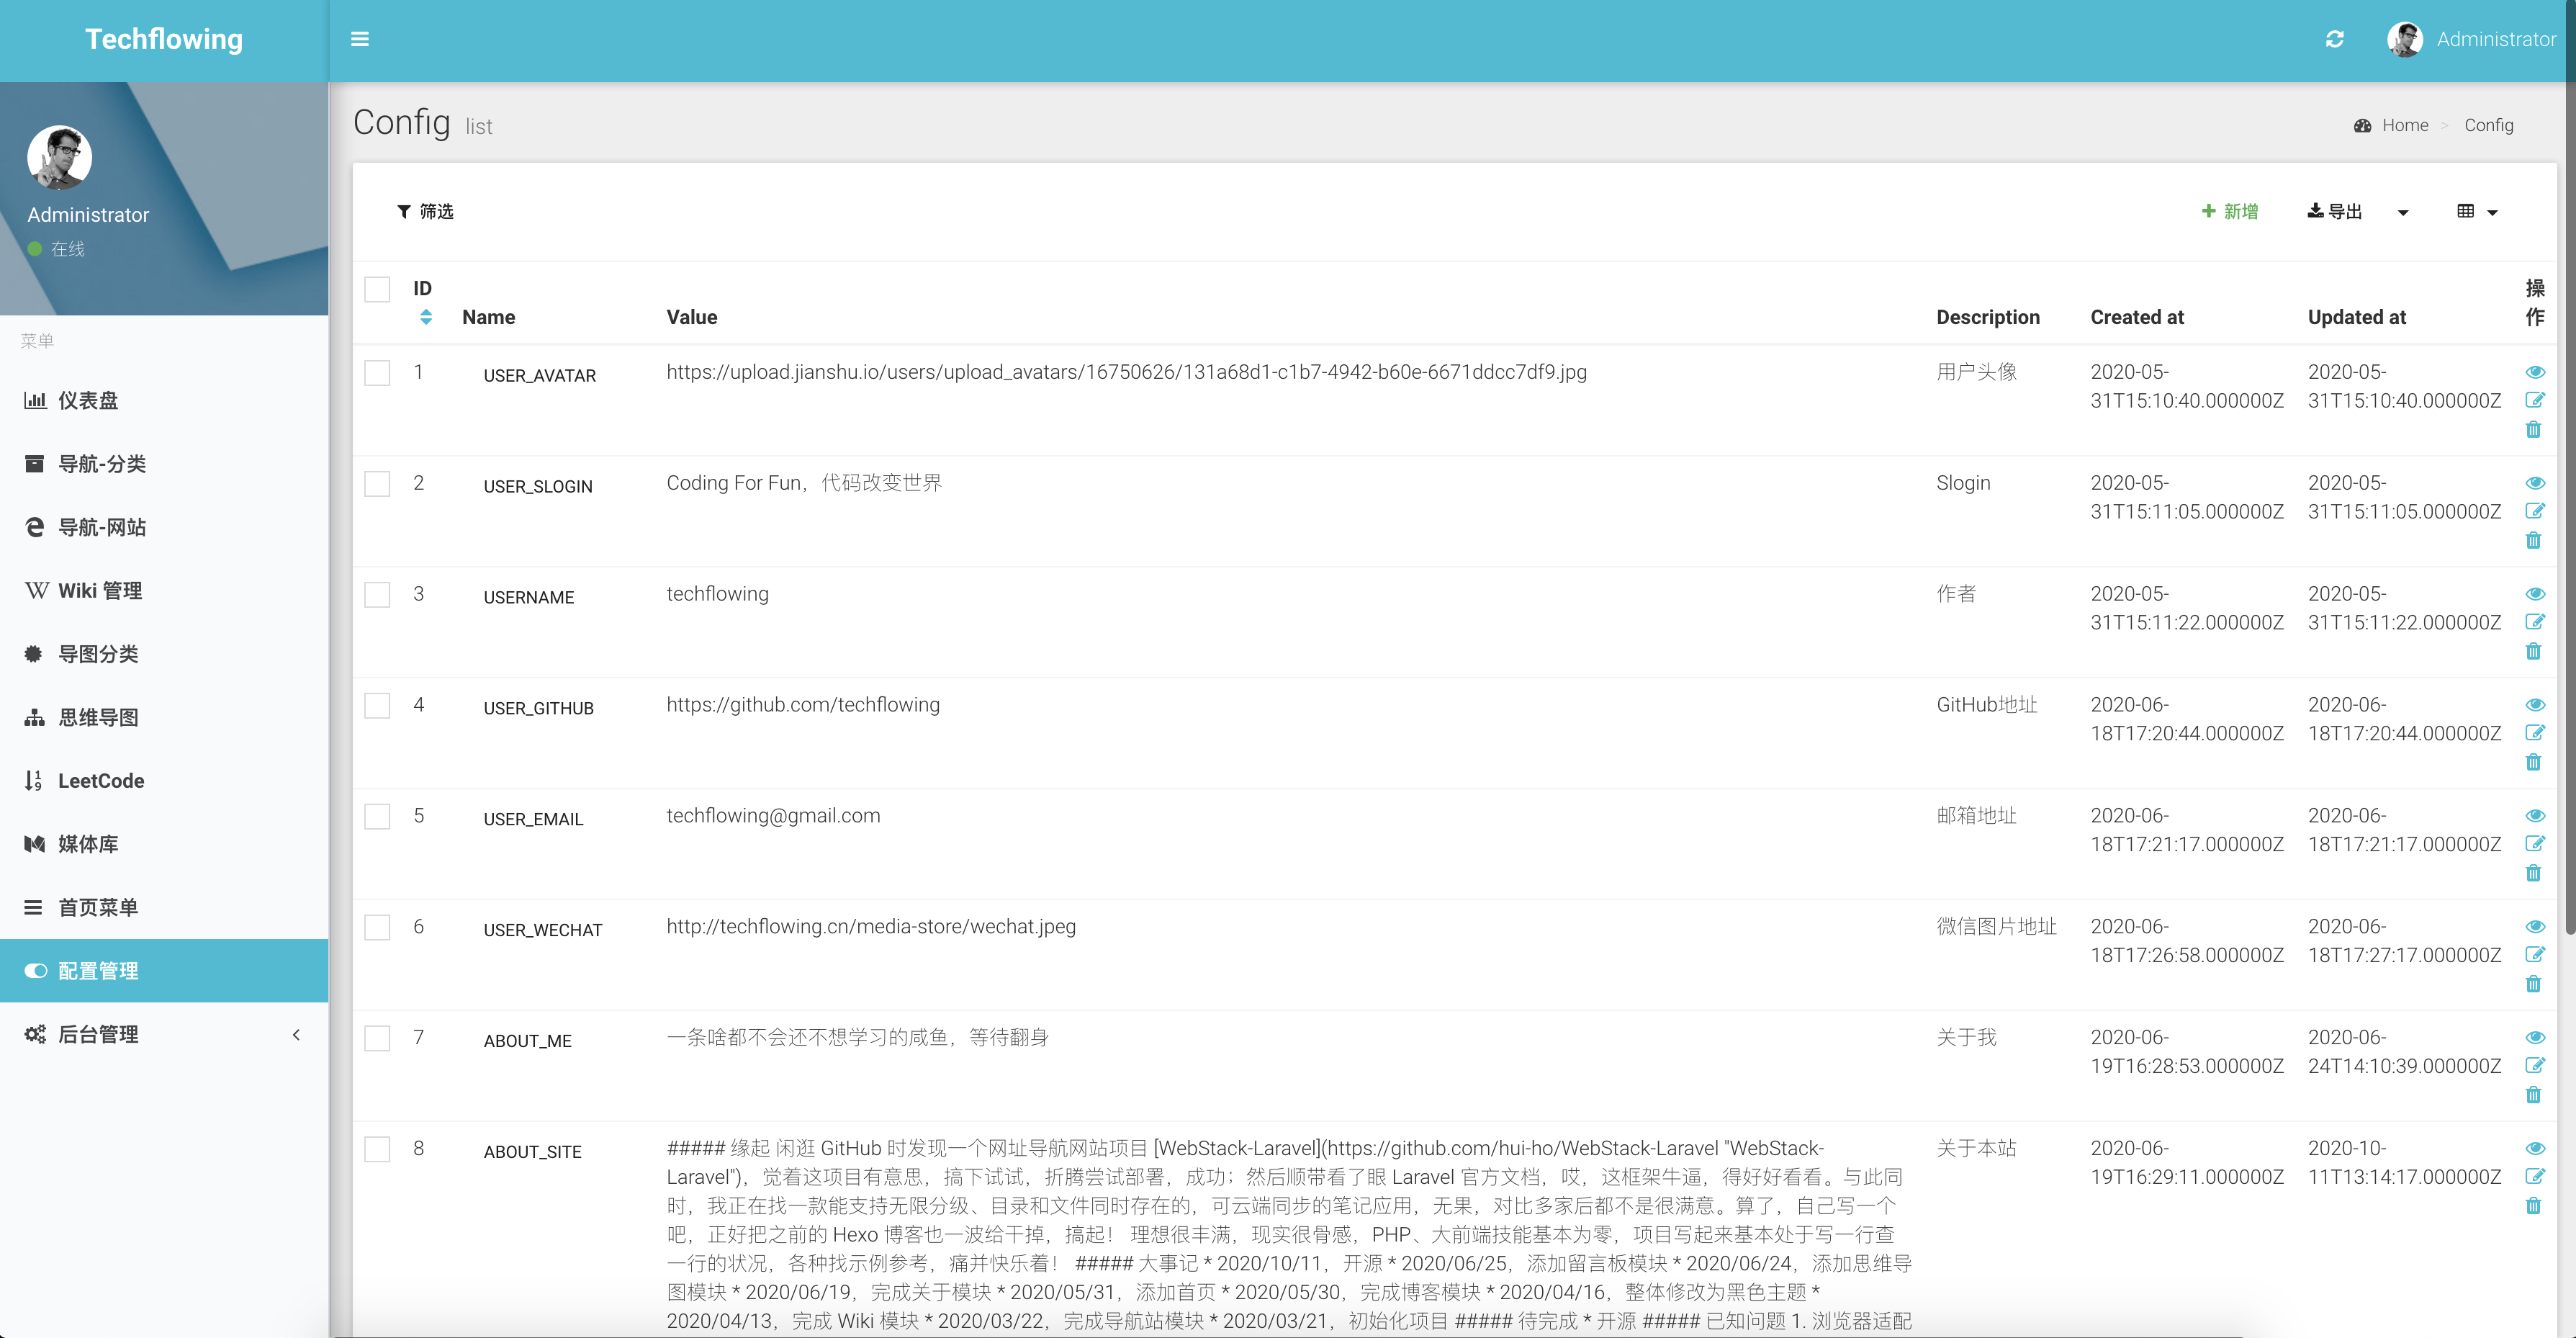 Techflowing
Administrator
Administrator
在线
菜单
仪表盘
导航-分类
导航-网站
Wiki 管理
导图分类
思维导图
LeetCode
媒体库
首页菜单
配置管理
后台管理
Config list
Home > Config
筛选
新增 导出
ID Name Value Description Created at Updated at 操作
1 USER_AVATAR https://upload.jianshu.io/users/upload_avatars/16750626/131a68d1-c1b7-4942-b60e-6671ddcc7df9.jpg 用户头像 2020-05-31T15:10:40.000000Z 2020-05-31T15:10:40.000000Z
2 USER_SLOGIN Coding For Fun，代码改变世界 Slogin 2020-05-31T15:11:05.000000Z 2020-05-31T15:11:05.000000Z
3 USERNAME techflowing 作者 2020-05-31T15:11:22.000000Z 2020-05-31T15:11:22.000000Z
4 USER_GITHUB https://github.com/techflowing GitHub地址 2020-06-18T17:20:44.000000Z 2020-06-18T17:20:44.000000Z
5 USER_EMAIL techflowing@gmail.com 邮箱地址 2020-06-18T17:21:17.000000Z 2020-06-18T17:21:17.000000Z
6 USER_WECHAT http://techflowing.cn/media-store/wechat.jpeg 微信图片地址 2020-06-18T17:26:58.000000Z 2020-06-18T17:27:17.000000Z
7 ABOUT_ME 一条啥都不会还不想学习的咸鱼，等待翻身 关于我 2020-06-19T16:28:53.000000Z 2020-06-24T14:10:39.000000Z
8 ABOUT_SITE ##### 缘起 闲逛 GitHub 时发现一个网址导航网站项目 [WebStack-Laravel](https://github.com/hui-ho/WebStack-Laravel "WebStack- 关于本站 2020-06-19T16:29:11.000000Z 2020-10-11T13:14:17.000000Z
Laravel")，觉着这项目有意思，搞下试试，折腾尝试部署，成功；然后顺带看了眼 Laravel 官方文档，哎，这框架牛逼，得好好看看。与此同
时，我正在找一款能支持无限分级、目录和文件同时存在的，可云端同步的笔记应用，无果，对比多家后都不是很满意。算了，自己写一个
吧，正好把之前的 Hexo 博客也一波给干掉，搞起！ 理想很丰满，现实很骨感，PHP、大前端技能基本为零，项目写起来基本处于写一行查
一行的状况，各种找示例参考，痛并快乐着！ ##### 大事记 * 2020/10/11，开源 * 2020/06/25，添加留言板模块 * 2020/06/24，添加思维导
图模块 * 2020/06/19，完成关于模块 * 2020/05/31，添加首页 * 2020/05/30，完成博客模块 * 2020/04/16，整体修改为黑色主题 *
2020/04/13，完成 Wiki 模块 * 2020/03/22，完成导航站模块 * 2020/03/21，初始化项目 ##### 待完成 * 开源 ##### 已知问题 1. 浏览器适配